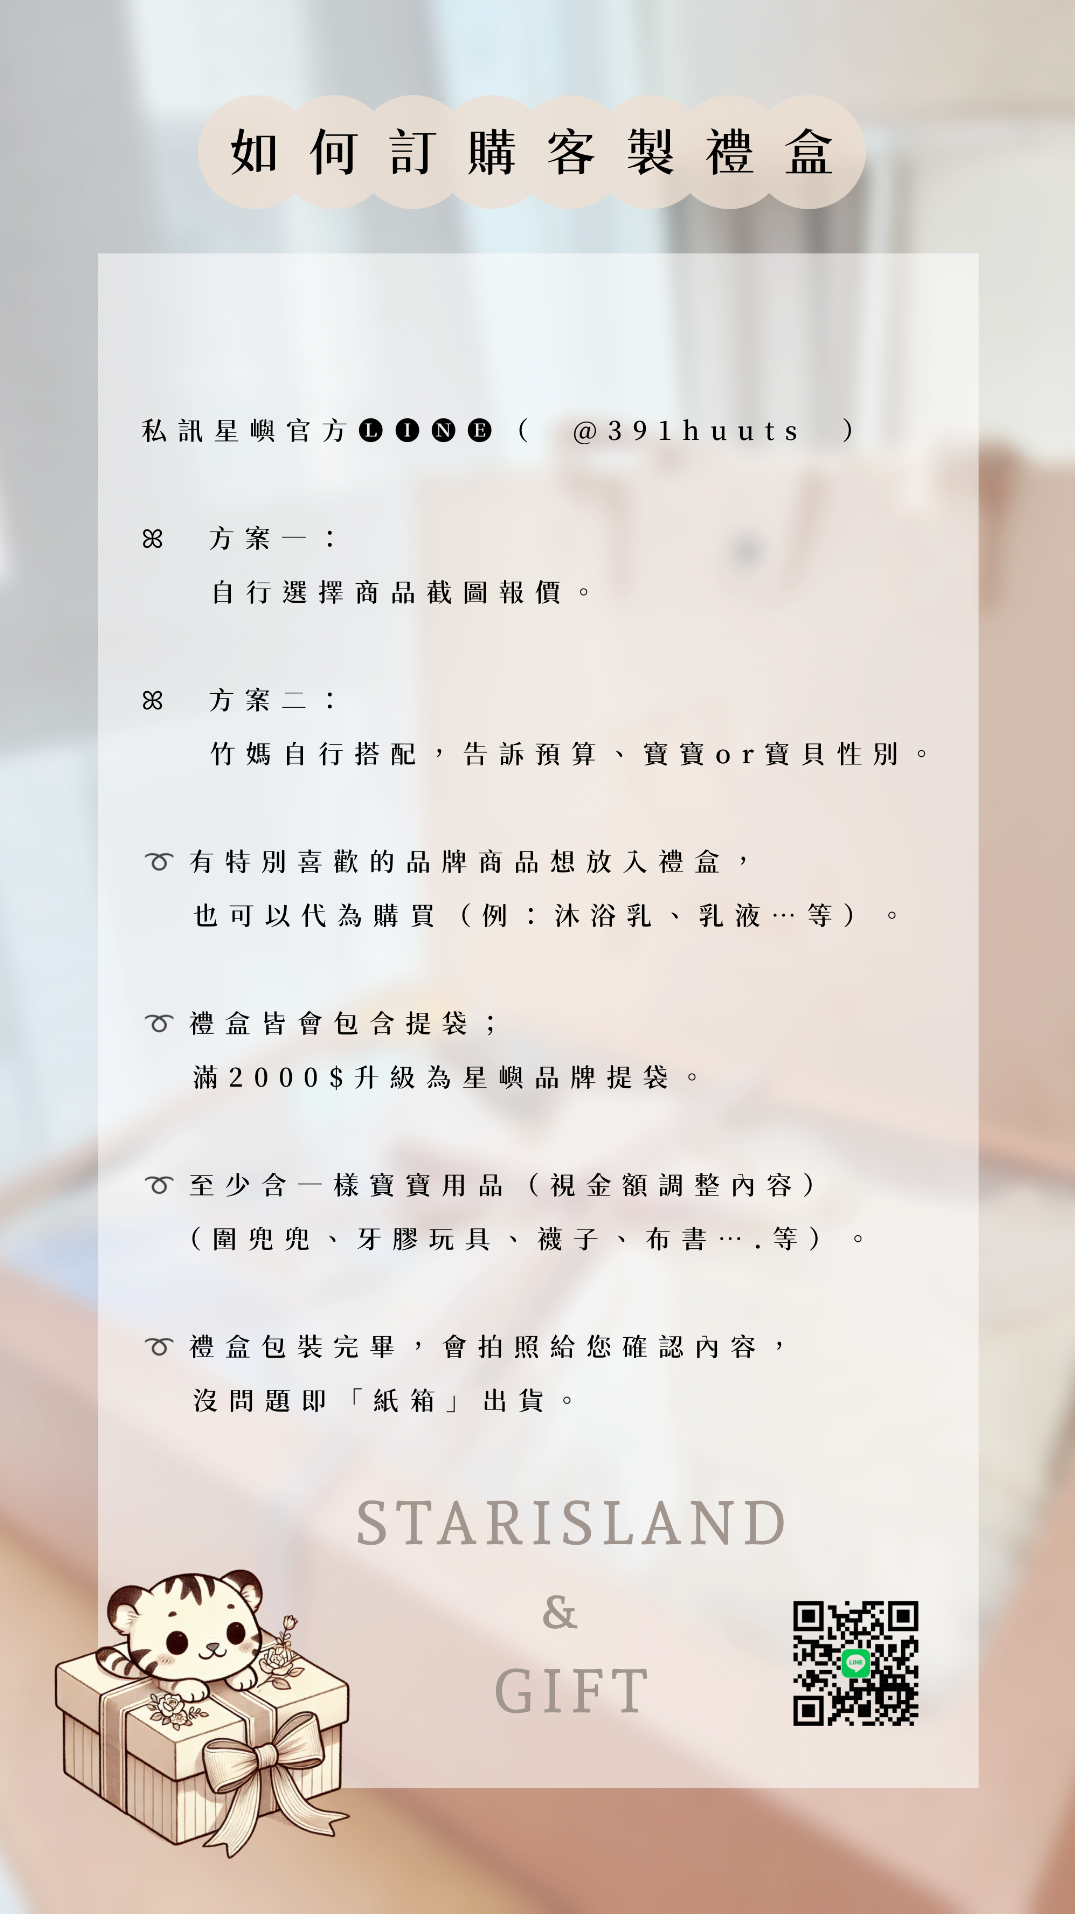 如何訂購客製禮盒
私訊星嶼官方🅛🅘🅝🅔（ @391huuts ）
ꕤ 方案一：
自行選擇商品截圖報價。
ꕤ 方案二：
竹媽自行搭配，告訴預算、寶寶or寶貝性別。
➰有特別喜歡的品牌商品想放入禮盒，
也可以代為購買（例：沐浴乳、乳液⋯等）。
➰禮盒皆會包含提袋；
滿2000$升級為星嶼品牌提袋。
➰至少含一樣寶寶用品（視金額調整內容）
（圍兜兜、牙膠玩具、襪子、布書⋯.等）。
➰禮盒包裝完畢，會拍照給您確認內容，
沒問題即「紙箱」出貨。
STARISLAND
&
GIFT
LINE